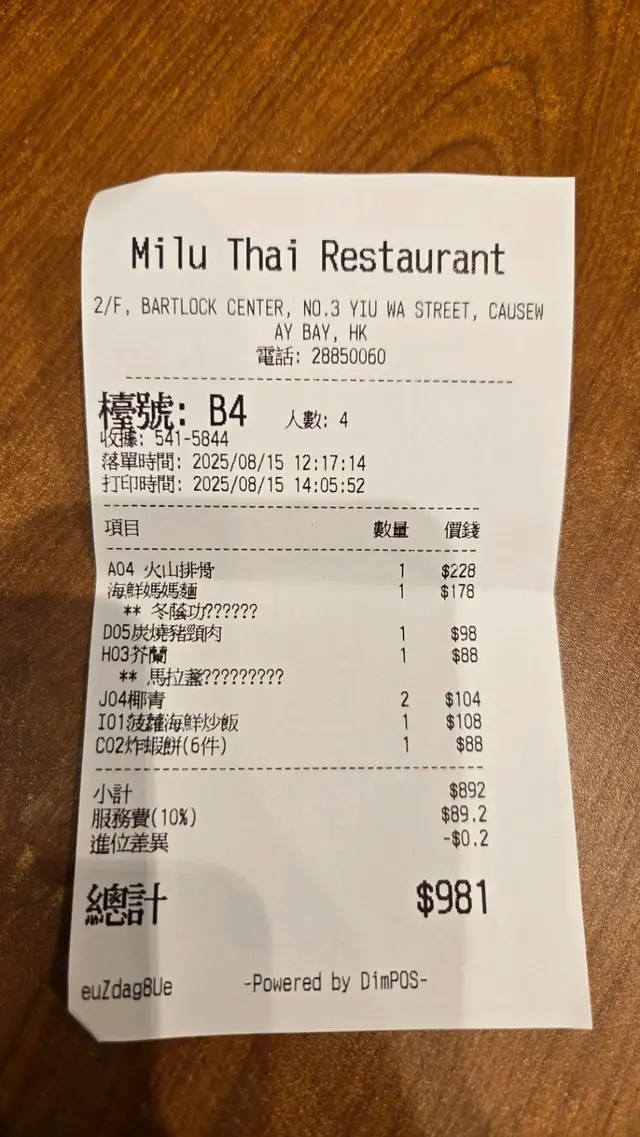 Milu Thai Restaurant
2/F, BARTLOCK CENTER, NO.3 YIU WA STREET, CAUSEW
AY BAY, HK
電話: 28850060
檯號: B4 人數: 4
收據: 541-5844
落單時間: 2025/08/15 12:17:14
打印時間: 2025/08/15 14:05:52
項目 數量 價錢
A04 火山排骨 1 $228
海鮮媽媽麵 1 $178
** 冬蔭功??????
D05炭燒豬頸肉 1 $98
H03芥蘭 1 $88
** 馬拉盞?????????
J04椰青 2 $104
I01菠蘿海鮮炒飯 1 $108
C02炸蝦餅(6件) 1 $88
小計 $892
服務費(10%) $89.2
進位差異 -$0.2
總計 $981
euZdag8Ue -Powered by DimPOS-